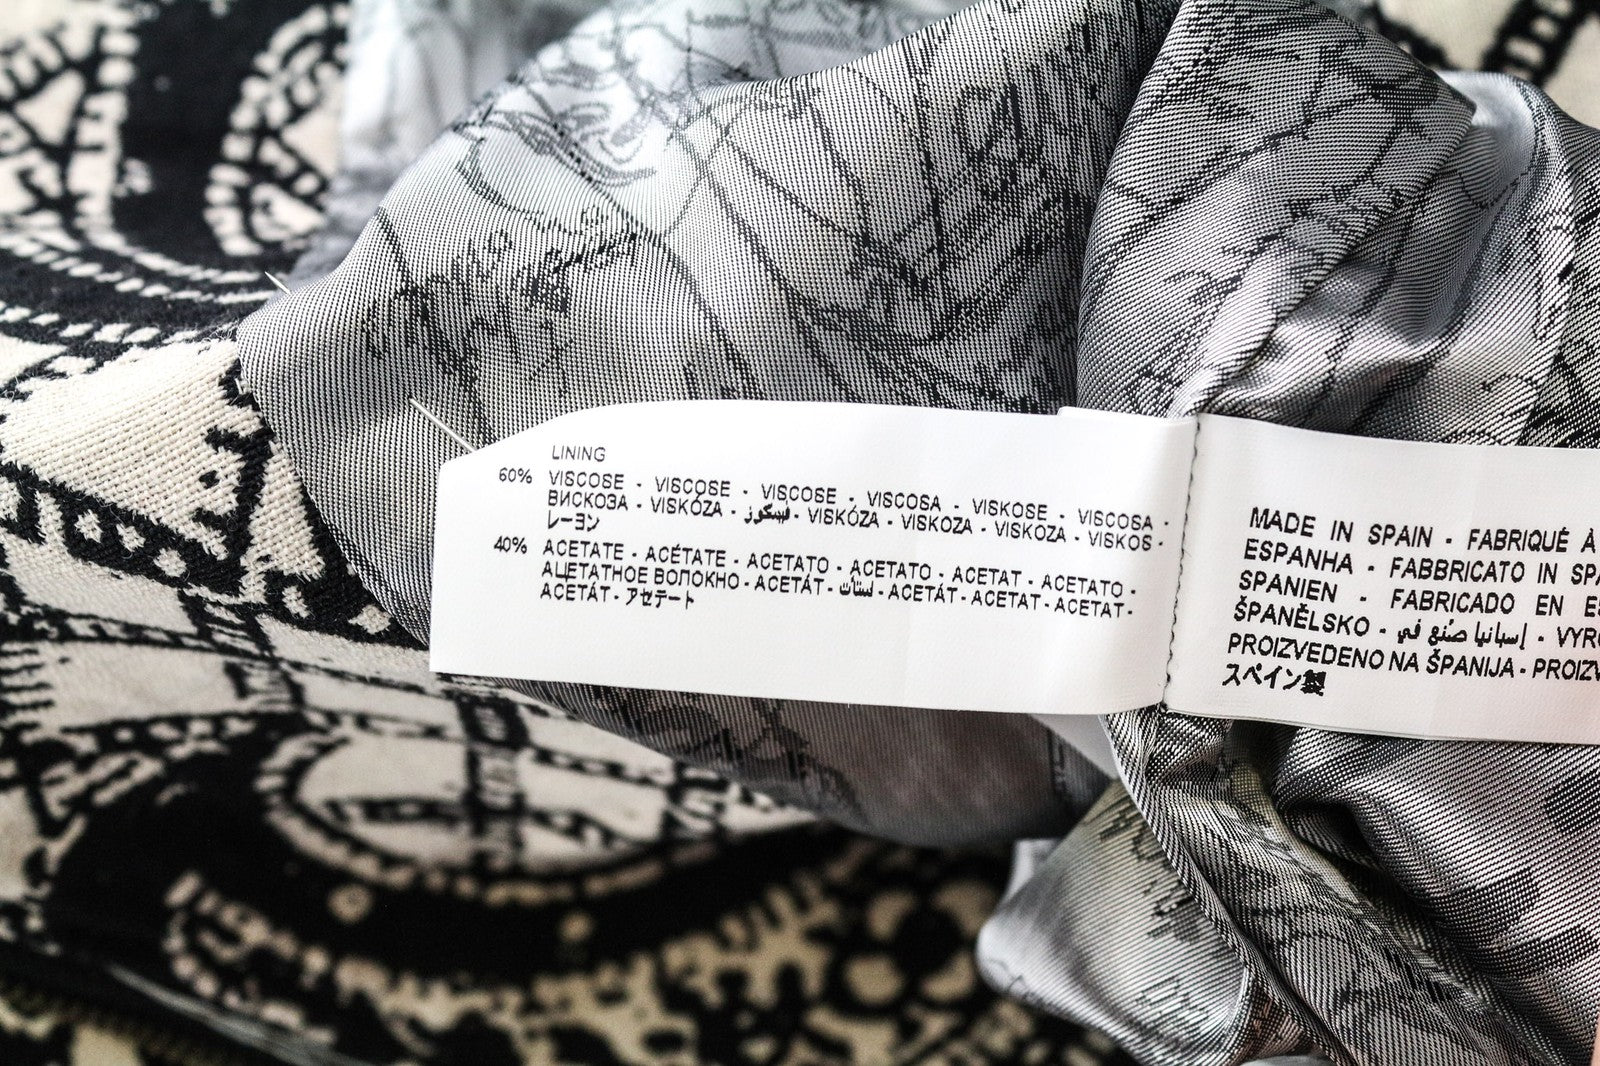 LINING
60% VISCOSE - VISCOSE - VISCOSE - VISCOSA - VISKOSE - VISCOSA -
ВИСКОЗА - VISKÓZA - فيسكوز - VISKÓZA - VISKOZA - VISKOZA - VISKOS -
レーヨン
40% ACETATE - ACÉTATE - ACETATO - ACETATO - ACETAT - ACETATO -
АЦЕТАТНОЕ ВОЛОКНО - ACETÁT - أستات - ACETÁT - ACETAT - ACETAT -
ACETÁT - アセテート
MADE IN SPAIN - FABRIQUÉ À
ESPANHA - FABBRICATO IN SPA
SPANIEN - FABRICADO EN ES
ŠPANĚLSKO - إسبانيا صُنع في - VYRO
PROIZVEDENO NA ŠPANIJA - PROIZV
スペイン製